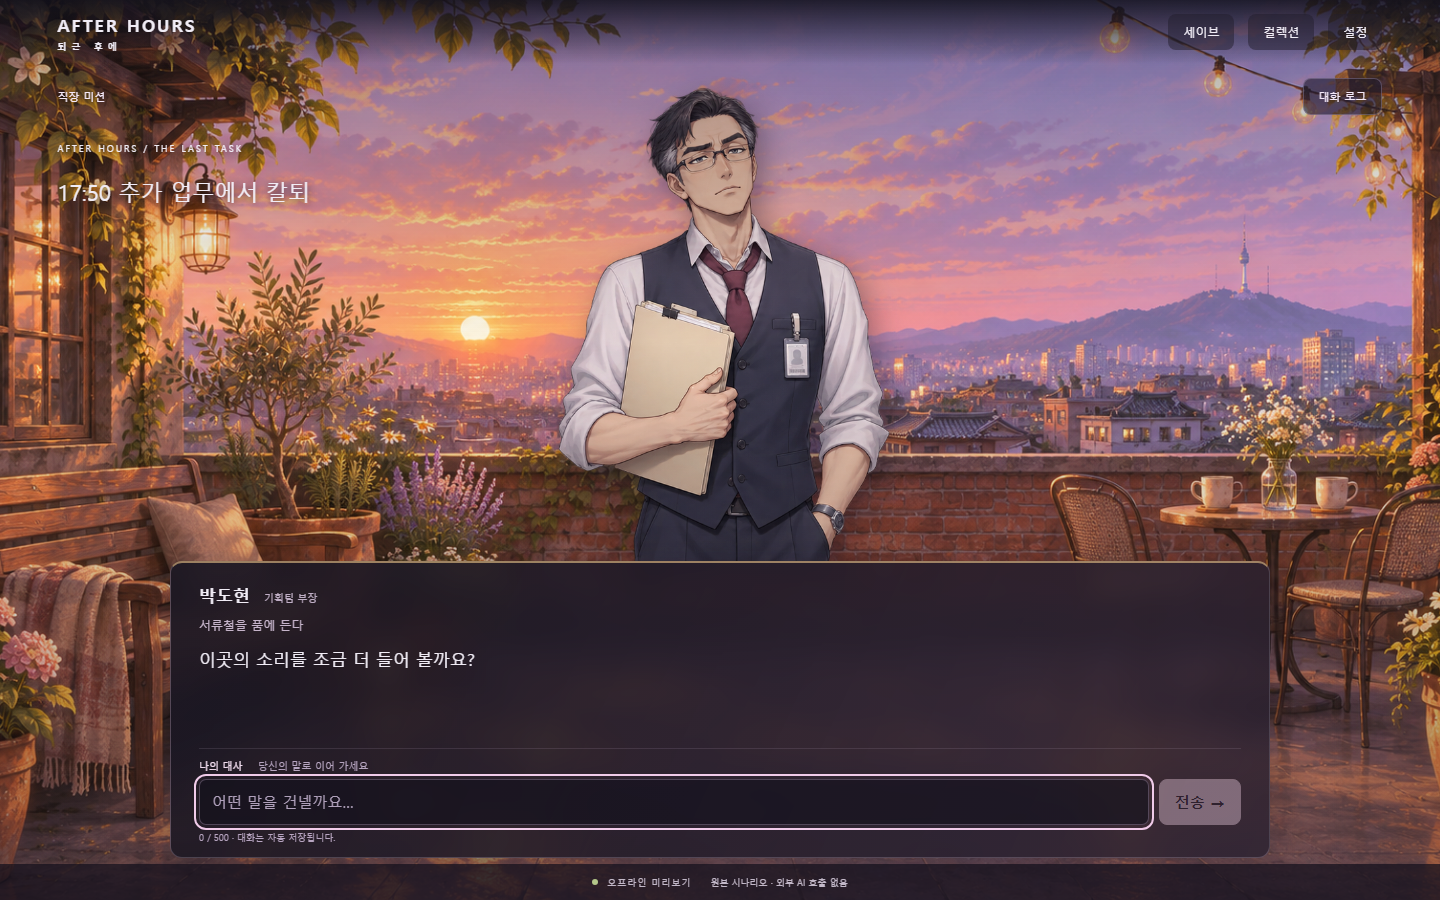 AFTER HOURS
퇴근 후에
세이브
컬렉션
설정
직장 미션
대화 로그
AFTER HOURS / THE LAST TASK
17:50 추가 업무에서 칼퇴
박도현 기획팀 부장
서류철을 품에 든다
이곳의 소리를 조금 더 들어 볼까요?
나의 대사 당신의 말로 이어 가세요
어떤 말을 건넬까요...
전송 →
0 / 500 · 대화는 자동 저장됩니다.
오프라인 미리보기 원본 시나리오 · 외부 AI 호출 없음